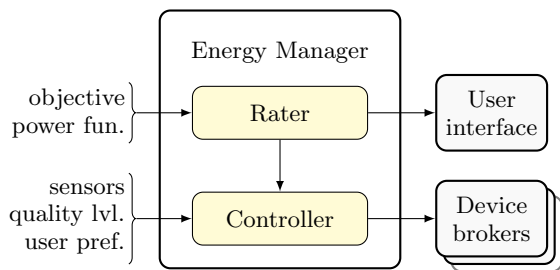 Energy Manager
objective
power fun.
Rater
User
interface
sensors
quality lvl.
user pref.
Controller
Device
brokers